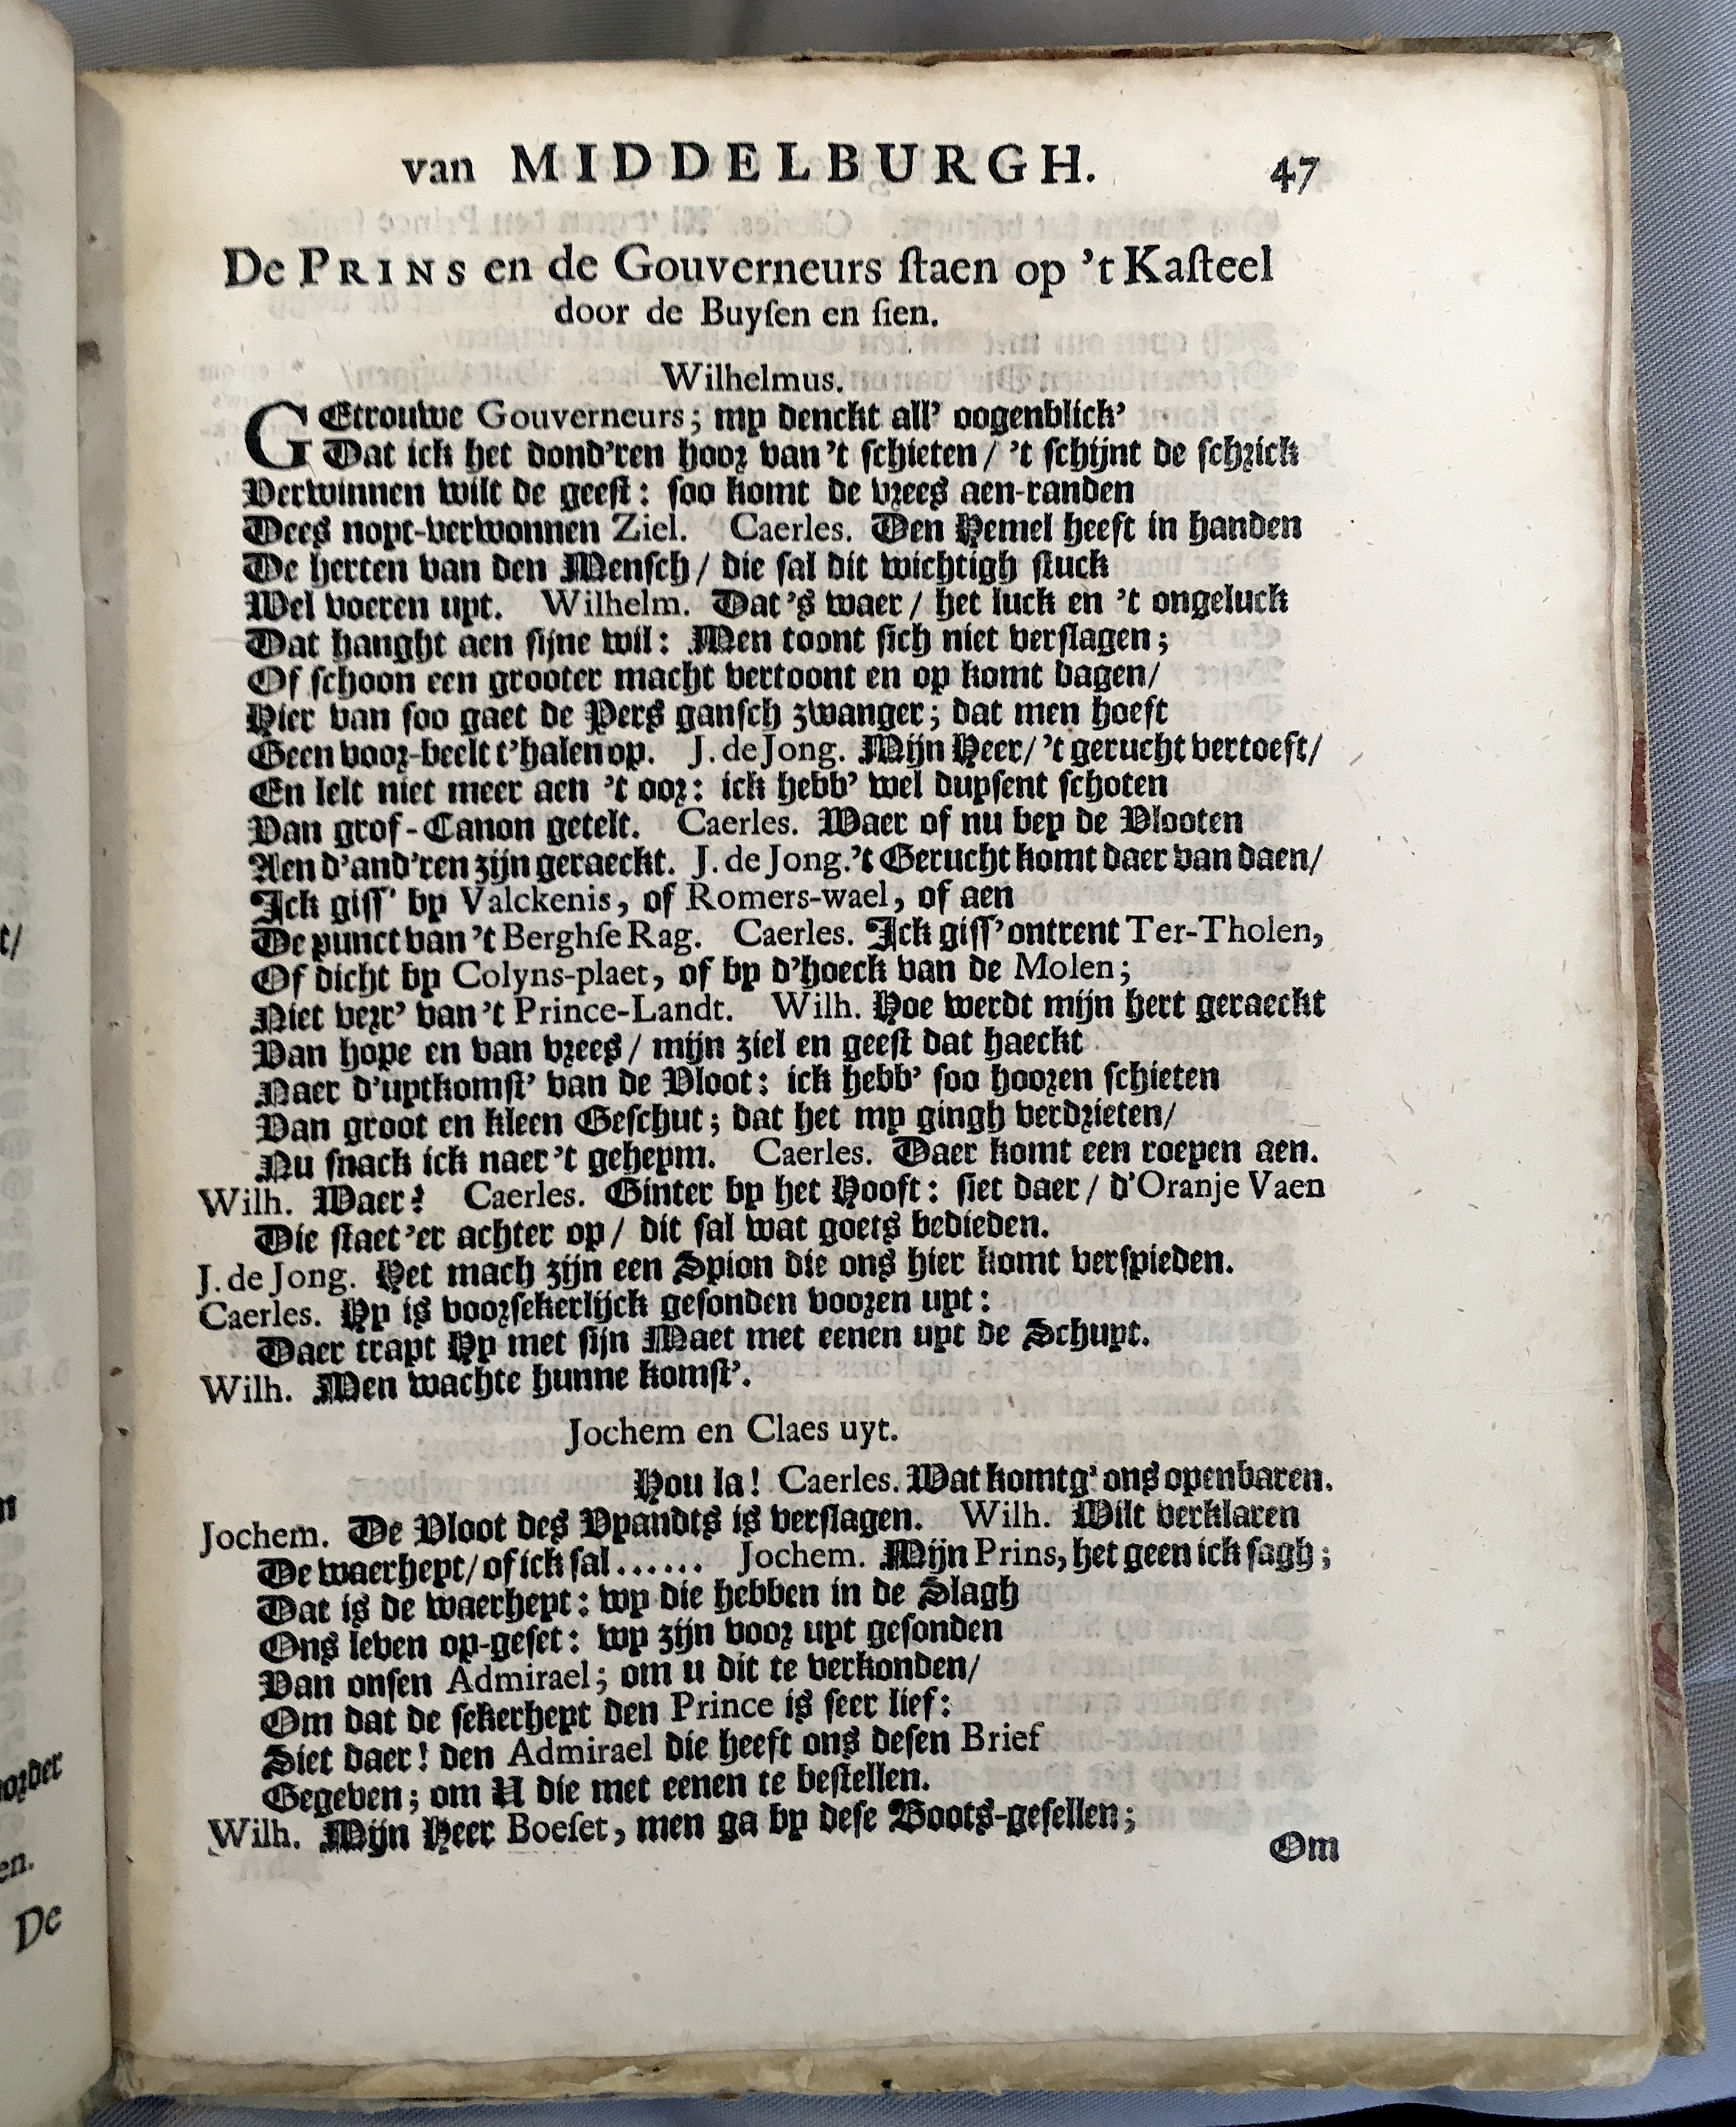 van MIDDELBURGH. 47
De PRINS en de Gouverneurs ſtaen op 't Kaſteel
door de Buyſen en ſien.
Wilhelmus.
GEtrouwe Gouverneurs; my denckt all' oogenblick'
Dat ick het dond'ren hoor van 't ſchieten / 't ſchijnt de ſchrick
Verwinnen wilt de geeſt: ſoo komt de vrees aen-randen
Dees noyt-verwonnen Ziel. Caerles. Den Hemel heeft in handen
De herten van den Menſch / die ſal dit wichtigh ſtuck
Wel voeren uyt. Wilhelm. Dat's waer / het luck en 't ongeluck
Dat hanght aen ſijne wil: Men toont ſich niet verſlagen;
Of ſchoon een grooter macht vertoont en op komt dagen /
Hier van ſoo gaet de Pers ganſch zwanger; dat men hoeft
Geen voor-beelt t'halen op. J. de Jong. Mijn Heer / 't gerucht vertoeft /
En lelt niet meer aen 't oor: ick hebb' wel duyſent ſchoten
Van grof-Canon getelt. Caerles. Waer of nu bey de Vlooten
Aen d'and'ren zijn geraeckt. J. de Jong. 't Gerucht komt daer van daen /
Ick giſſ' by Valckenis, of Romers-wael, of aen
De punct van 't Berghſe Rag. Caerles. Ick giſſ' ontrent Ter-Tholen,
Of dicht by Colyns-plaet, of by d'hoeck van de Molen;
Niet verr' van 't Prince-Landt. Wilh. Hoe werdt mijn hert geraeckt
Van hope en van vrees / mijn ziel en geeſt dat haeckt
Naer d'uytkomſt' van de Vloot: ick hebb' ſoo hooren ſchieten
Van groot en kleen Geſchut; dat het my gingh verdrieten /
Nu ſnack ick naer 't geheym. Caerles. Daer komt een roeyen aen.
Wilh. Waer? Caerles. Ginter by het Hooft: ſiet daer / d'Oranje Vaen
Die ſtaet'er achter op / dit ſal wat goets bedieden.
J. de Jong. Het mach zijn een Spion die ons hier komt verſpieden.
Caerles. Hy is voorſekerlijck geſonden vooren uyt:
Daer trapt Hy met ſijn Maet met eenen uyt de Schuyt.
Wilh. Men wachte hunne komſt'.
Jochem en Claes uyt.
Hou la! Caerles. Wat komt g' ons openbaren.
Jochem. De Vloot des Vyandts is verſlagen. Wilh. Wilt verklaren
De waerheyt / of ick ſal...... Jochem. Mijn Prins, het geen ick ſagh;
Dat is de waerheyt: wy die hebben in de Slagh
Ons leven op-geſet: wy zijn voor uyt geſonden
Van onſen Admirael; om u dit te verkonden /
Om dat de ſekerheyt den Prince is ſeer lief:
Siet daer! den Admirael die heeft ons deſen Brief
Gegeven; om U die met eenen te beſtellen.
Wilh. Mijn Heer Boeſet, men ga by deſe Boots-geſellen;
Om
t/
n
oorder
en.
De